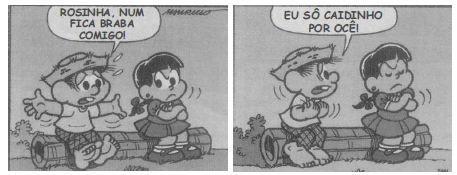 ROSINHA, NUM
FICA BRABA
COMIGO!
EU SÔ CAIDINHO
POR OCÊ!